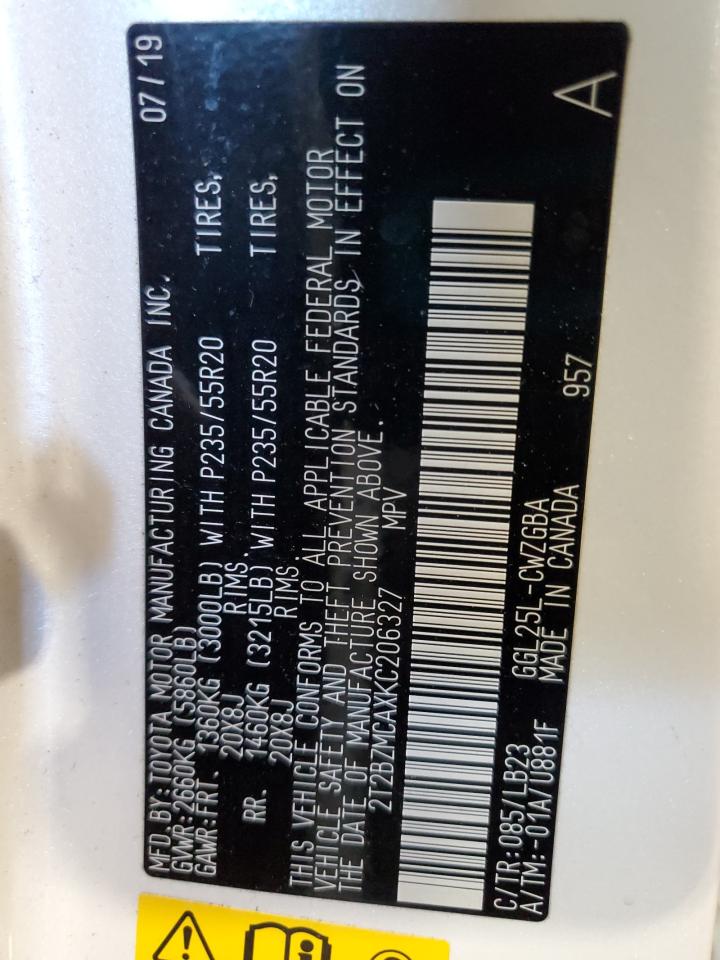 MFD. BY: TOYOTA MOTOR MANUFACTURING CANADA INC. 07/19
GVWR: 2660KG (5860LB)
GAWR: FRT. 1360KG (3000LB) WITH P235/55R20 TIRES,
20X8J RIMS.
RR. 1460KG (3215LB) WITH P235/55R20 TIRES,
20X8J RIMS
THIS VEHICLE CONFORMS TO ALL APPLICABLE FEDERAL MOTOR
VEHICLE SAFETY AND THEFT PREVENTION STANDARDS IN EFFECT ON
THE DATE OF MANUFACTURE SHOWN ABOVE.
2T2BZMCAXKC206327 MPV
C/TR: 085/LB23 GGL25L-CWZGBA 957 A
A/TM: -01A/U881F MADE IN CANADA